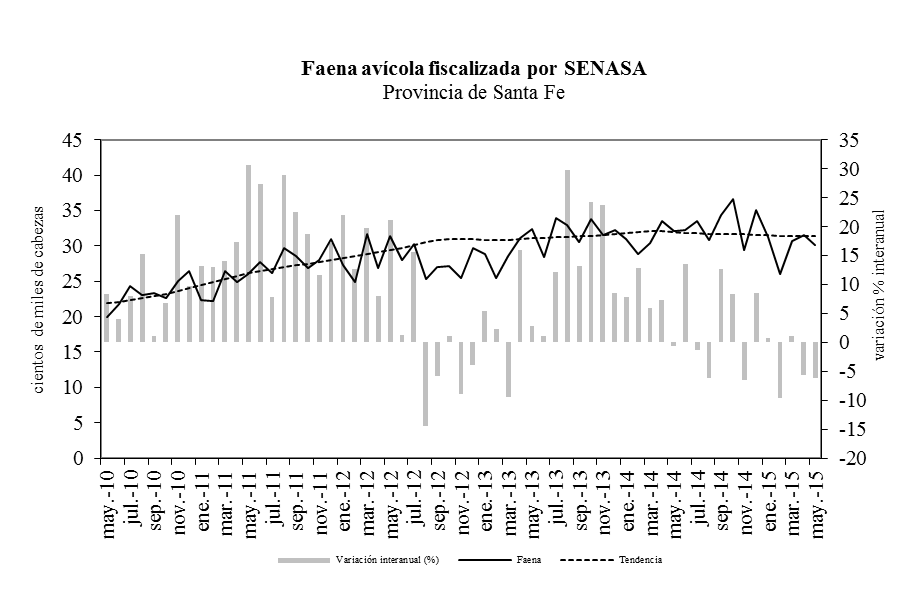 Faena avícola fiscalizada por SENASA
Provincia de Santa Fe
cientos de miles de cabezas
45
40
35
30
25
20
15
10
5
0
35
30
25
20
15
10
5
0
-5
-10
-15
-20
variación % interanual
may.-10
jul.-10
sep.-10
nov.-10
ene.-11
mar.-11
may.-11
jul.-11
sep.-11
nov.-11
ene.-12
mar.-12
may.-12
jul.-12
sep.-12
nov.-12
ene.-13
mar.-13
may.-13
jul.-13
sep.-13
nov.-13
ene.-14
mar.-14
may.-14
jul.-14
sep.-14
nov.-14
ene.-15
mar.-15
may.-15
Variación interanual (%)
Faena
Tendencia